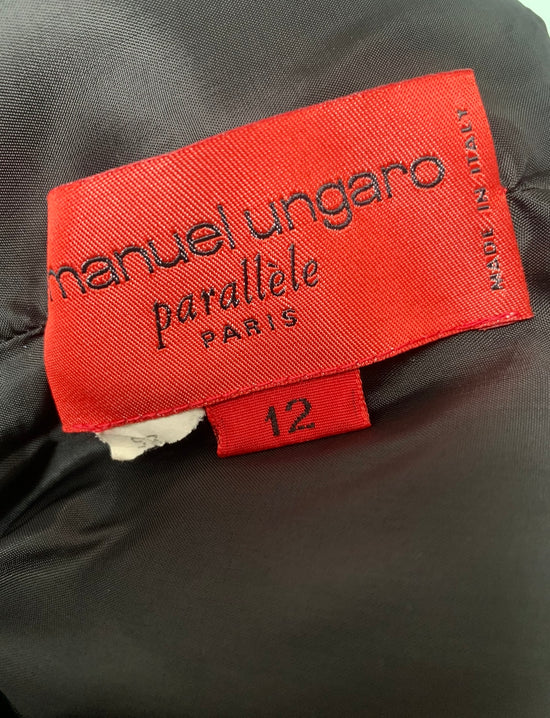 manuel ungaro
parallèle
PARIS
MADE IN ITALY
12